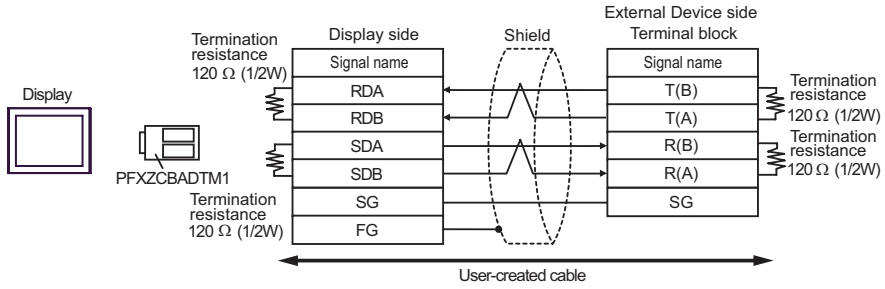 External Device side
Display side
Shield
Terminal block
Termination
resistance
120 Ω (1/2W)
Signal name
Signal name
RDA
T(B)
Termination
resistance
120 Ω (1/2W)
Display
RDB
T(A)
SDA
R(B)
Termination
resistance
120 Ω (1/2W)
PFXZCBADTM1
SDB
R(A)
Termination
resistance
120 Ω (1/2W)
SG
SG
FG
User-created cable